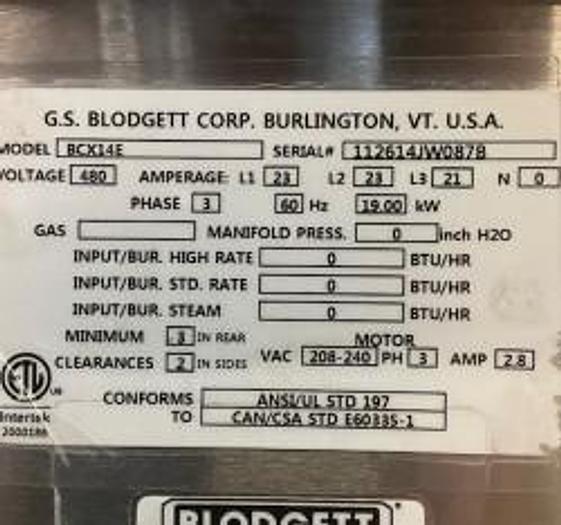 G.S. BLODGETT CORP. BURLINGTON, VT. U.S.A.
MODEL BCX14E SERIAL# 112614JW087B
VOLTAGE 480 AMPERAGE: L1 23 L2 23 L3 21 N 0
PHASE 3 60 Hz 19.00 kW
GAS MANIFOLD PRESS. 0 inch H2O
INPUT/BUR. HIGH RATE 0 BTU/HR
INPUT/BUR. STD. RATE 0 BTU/HR
INPUT/BUR. STEAM 0 BTU/HR
MINIMUM 3 IN REAR MOTOR
CLEARANCES 2 IN SIDES VAC 208-240 PH 3 AMP 2.8
ETL US
Intertek
CONFORMS ANSI/UL STD 197
TO CAN/CSA STD E60335-1
BLODGETT